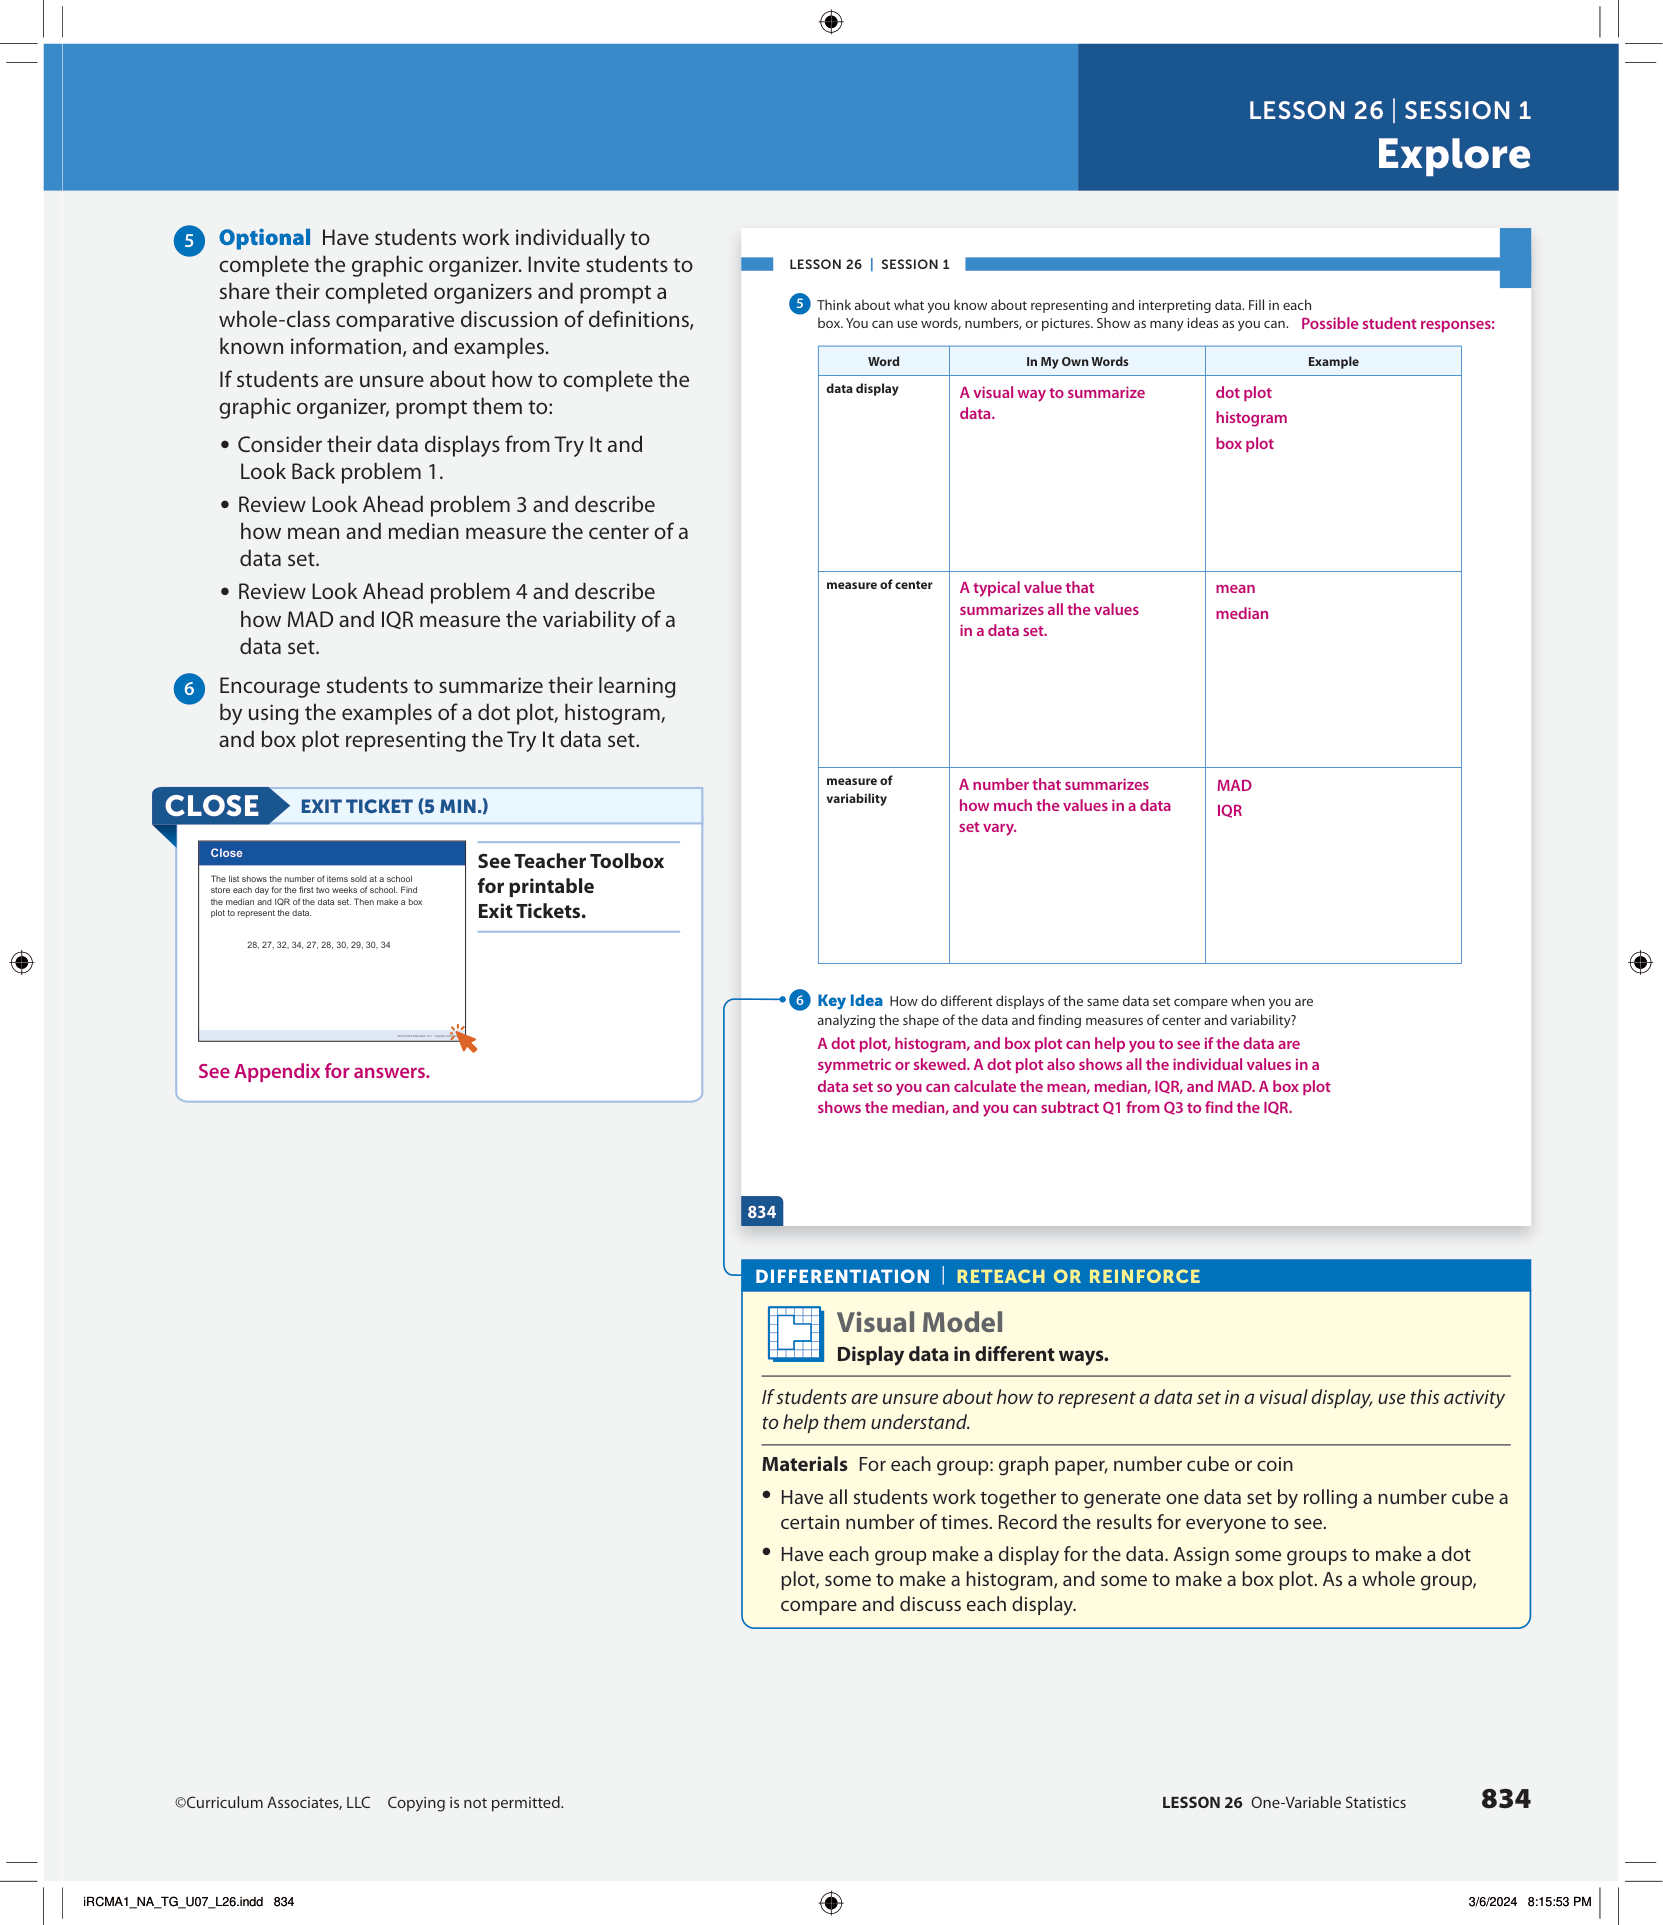 LESSON 26 | SESSION 1
Explore
5 Optional Have students work individually to
complete the graphic organizer. Invite students to
share their completed organizers and prompt a
whole-class comparative discussion of definitions,
known information, and examples.
If students are unsure about how to complete the
graphic organizer, prompt them to:
• Consider their data displays from Try It and
Look Back problem 1.
• Review Look Ahead problem 3 and describe
how mean and median measure the center of a
data set.
• Review Look Ahead problem 4 and describe
how MAD and IQR measure the variability of a
data set.
6 Encourage students to summarize their learning
by using the examples of a dot plot, histogram,
and box plot representing the Try It data set.
CLOSE EXIT TICKET (5 MIN.)
Close
The list shows the number of items sold at a school
store each day for the first two weeks of school. Find
the median and IQR of the data set. Then make a box
plot to represent the data.
28, 27, 32, 34, 27, 28, 30, 29, 30, 34
See Teacher Toolbox
for printable
Exit Tickets.
See Appendix for answers.
LESSON 26 | SESSION 1
5 Think about what you know about representing and interpreting data. Fill in each
box. You can use words, numbers, or pictures. Show as many ideas as you can. Possible student responses:
Word In My Own Words Example
data display
A visual way to summarize
data.
dot plot
histogram
box plot
measure of center
A typical value that
summarizes all the values
in a data set.
mean
median
measure of
variability
A number that summarizes
how much the values in a data
set vary.
MAD
IQR
6 Key Idea How do different displays of the same data set compare when you are
analyzing the shape of the data and finding measures of center and variability?
A dot plot, histogram, and box plot can help you to see if the data are
symmetric or skewed. A dot plot also shows all the individual values in a
data set so you can calculate the mean, median, IQR, and MAD. A box plot
shows the median, and you can subtract Q1 from Q3 to find the IQR.
834
DIFFERENTIATION | RETEACH OR REINFORCE
Visual Model
Display data in different ways.
If students are unsure about how to represent a data set in a visual display, use this activity
to help them understand.
Materials For each group: graph paper, number cube or coin
• Have all students work together to generate one data set by rolling a number cube a
certain number of times. Record the results for everyone to see.
• Have each group make a display for the data. Assign some groups to make a dot
plot, some to make a histogram, and some to make a box plot. As a whole group,
compare and discuss each display.
©Curriculum Associates, LLC Copying is not permitted.
LESSON 26 One-Variable Statistics 834
iRCMA1_NA_TG_U07_L26.indd 834
3/6/2024 8:15:53 PM